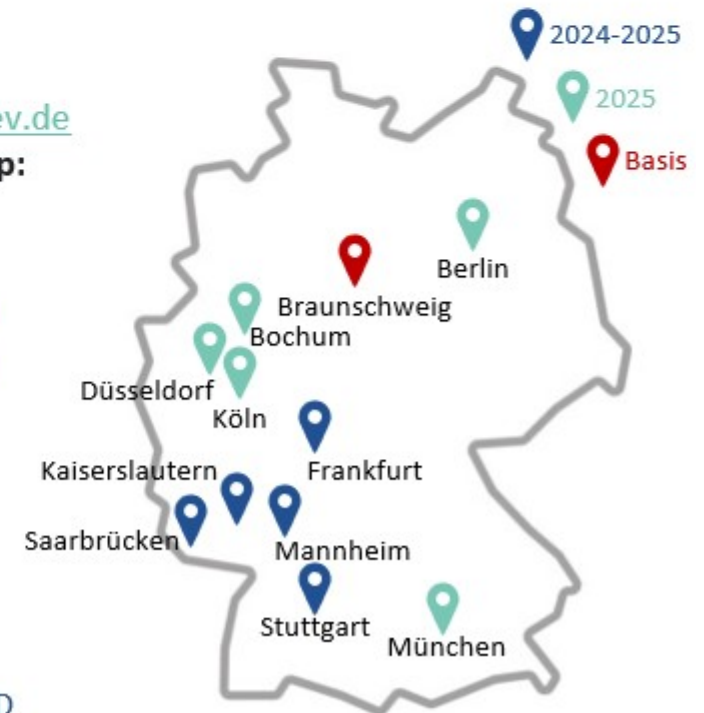 2024-2025
2025
ev.de
p:
Basis
Berlin
Braunschweig
Bochum
Düsseldorf
Köln
Kaiserslautern
Frankfurt
Saarbrücken
Mannheim
Stuttgart
München